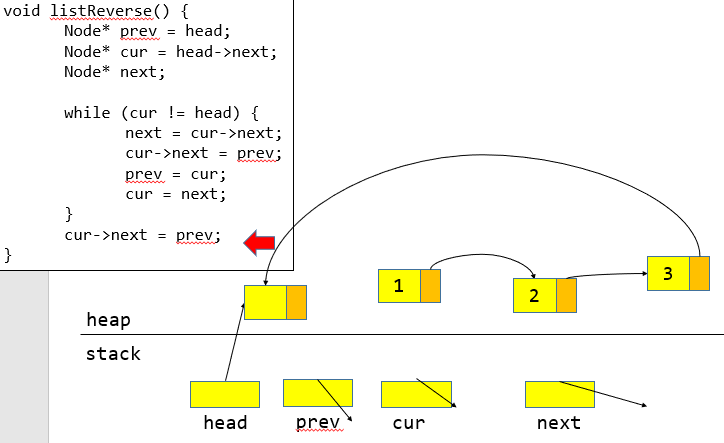 void listReverse() {
Node* prev = head;
Node* cur = head->next;
Node* next;
while (cur != head) {
next = cur->next;
cur->next = prev;
prev = cur;
cur = next;
}
cur->next = prev;
}
1
2
3
heap
stack
head
prev
cur
next